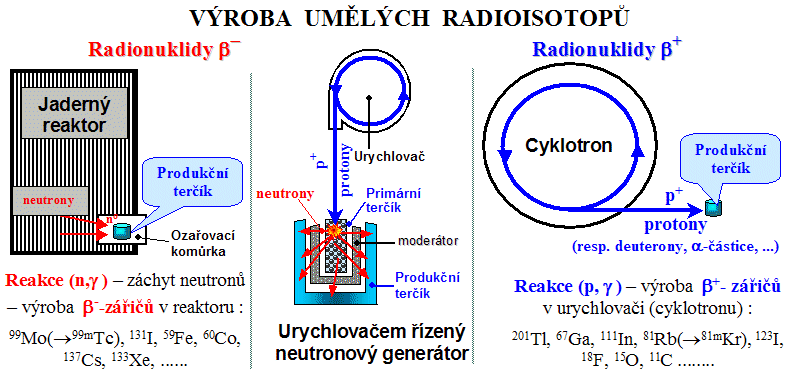 VÝROBA UMĚLÝCH RADIOISOTOPŮ
Radionuklidy β⁻
Jaderný
reaktor
Produkční
terčík
neutrony
n°
Ozařovací
komůrka
Reakce (n,γ) – záchyt neutronů
– výroba β⁻-zářičů v reaktoru :
⁹⁹Mo(→⁹⁹ᵐTc), ¹³¹I, ⁵⁹Fe, ⁶⁰Co,
¹³⁷Cs, ¹³³Xe, ......
Urychlovač
p⁺
protony
neutrony
Primární
terčík
moderátor
Produkční
terčík
Urychlovačem řízený
neutronový generátor
Radionuklidy β⁺
Cyklotron
Produkční
terčík
p⁺
protony
(resp. deuterony, α-částice, ...)
Reakce (p, γ) – výroba β⁺- zářičů
v urychlovači (cyklotronu) :
²⁰¹Tl, ⁶⁷Ga, ¹¹¹In, ⁸¹Rb(→⁸¹ᵐKr), ¹²³I,
¹⁸F, ¹⁵O, ¹¹C ........